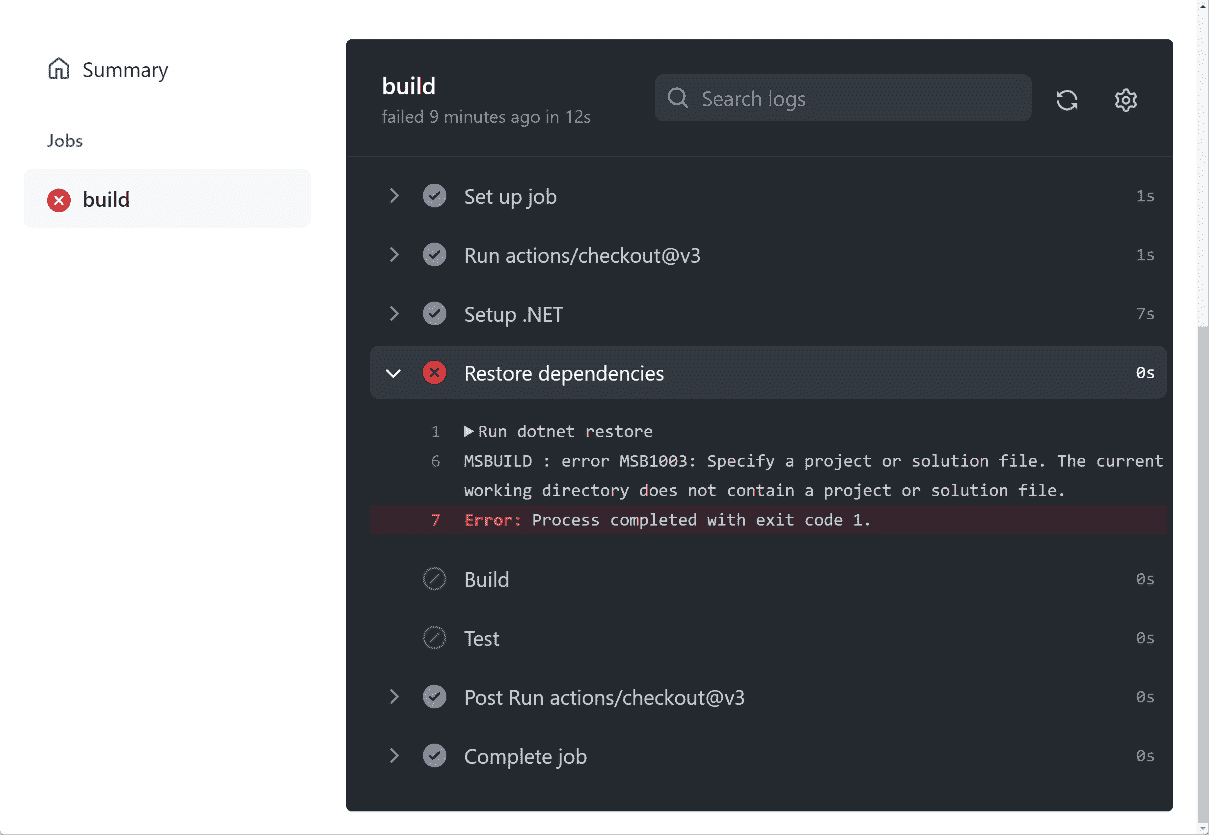 Summary
Jobs
build
build
failed 9 minutes ago in 12s
Search logs
Set up job 1s
Run actions/checkout@v3 1s
Setup .NET 7s
Restore dependencies 0s
1 Run dotnet restore
6 MSBUILD : error MSB1003: Specify a project or solution file. The current
working directory does not contain a project or solution file.
7 Error: Process completed with exit code 1.
Build 0s
Test 0s
Post Run actions/checkout@v3 0s
Complete job 0s